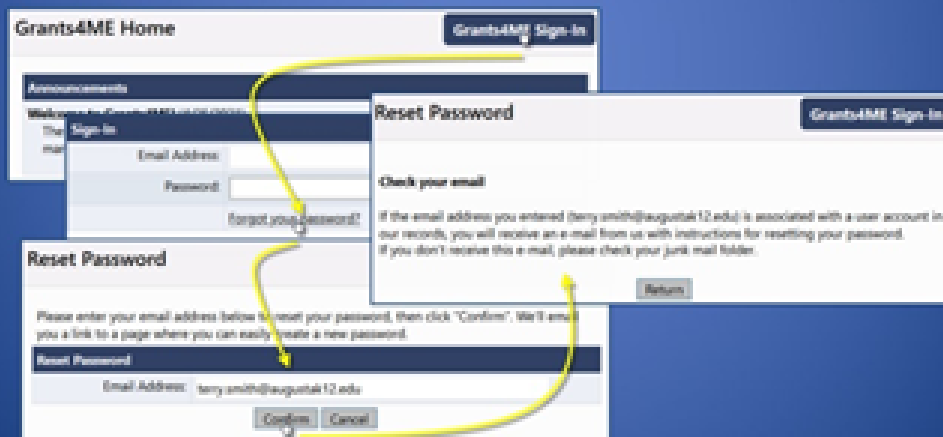 Grants4ME Home
Grants4ME Sign-In
Announcements
Welcome to Grants4ME!
The
mar
Sign-In
Email Address:
Password:
Forgot your password?
Reset Password
Please enter your email address below to reset your password, then click "Confirm". We'll email
you a link to a page where you can easily create a new password.
Reset Password
Email Address: terry.smith@augustak12.edu
Confirm Cancel
Reset Password
Grants4ME Sign-In
Check your email
If the email address you entered (terry.smith@augustak12.edu) is associated with a user account in
our records, you will receive an e-mail from us with instructions for resetting your password.
If you don't receive this e-mail, please check your junk mail folder.
Return